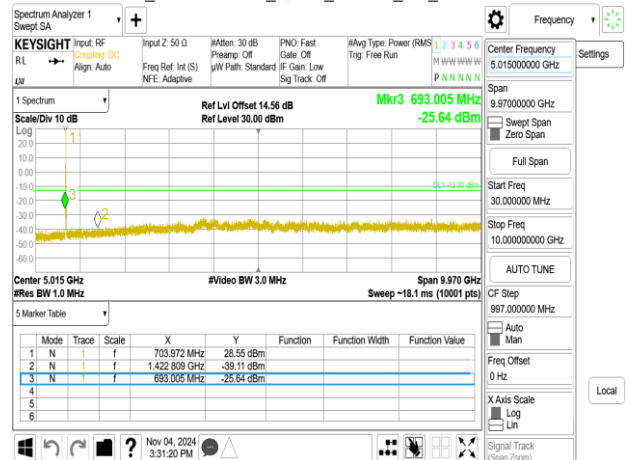 Spectrum Analyzer 1
Swept SA
Frequency
KEYSIGHT
Input: RF
Coupling: DC
Align: Auto
Input Z: 50 Ω
Freq Ref: Int (S)
NFE: Adaptive
#Atten: 30 dB
Preamp: Off
µW Path: Standard
PNO: Fast
Gate: Off
IF Gain: Low
Sig Track: Off
#Avg Type: Power (RMS
Trig: Free Run
1 2 3 4 5 6
M W W W W W
P N N N N N
RL
Center Frequency
5.015000000 GHz
Settings
Span
9.97000000 GHz
Swept Span
Zero Span
Full Span
Start Freq
30.000000 MHz
Stop Freq
10.000000000 GHz
AUTO TUNE
CF Step
997.000000 MHz
Auto
Man
Freq Offset
0 Hz
X Axis Scale
Log
Lin
Signal Track
(Span Zoom)
Local
1 Spectrum
Scale/Div 10 dB
Ref Lvl Offset 14.56 dB
Ref Level 30.00 dBm
Mkr3 693.005 MHz
-25.64 dBm
Log
20.0
10.0
0.00
-10.0
-20.0
-30.0
-40.0
-50.0
-60.0
1
2
3
DL1 -13.00 dBm
Center 5.015 GHz
#Res BW 1.0 MHz
#Video BW 3.0 MHz
Span 9.970 GHz
Sweep ~18.1 ms (10001 pts)
5 Marker Table
Mode Trace Scale X Y Function Function Width Function Value
1 N 1 f 703.972 MHz 28.55 dBm
2 N 1 f 1.422 809 GHz -39.11 dBm
3 N 1 f 693.005 MHz -25.64 dBm
4
5
6
?
Nov 04, 2024
3:31:20 PM